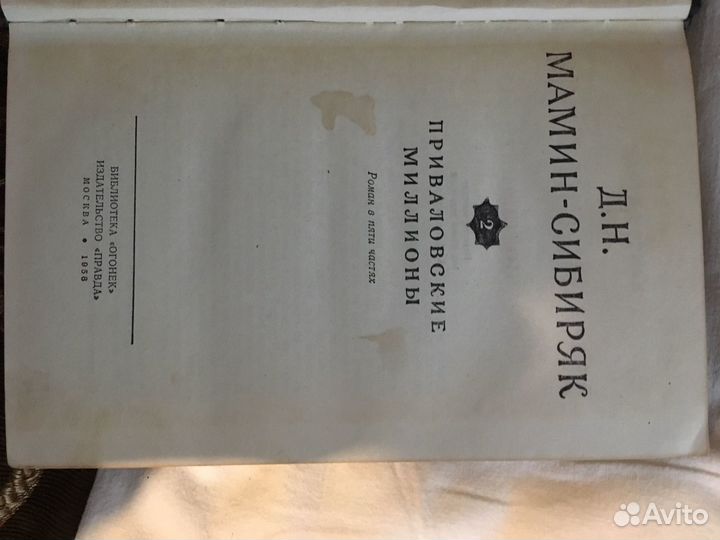 Д.Н.
МАМИН-СИБИРЯК
2
ПРИВАЛОВСКИЕ
МИЛЛИОНЫ
Роман в пяти частях
БИБЛИОТЕКА «ОГОНЕК»
ИЗДАТЕЛЬСТВО «ПРАВДА»
МОСКВА • 1958
Avito